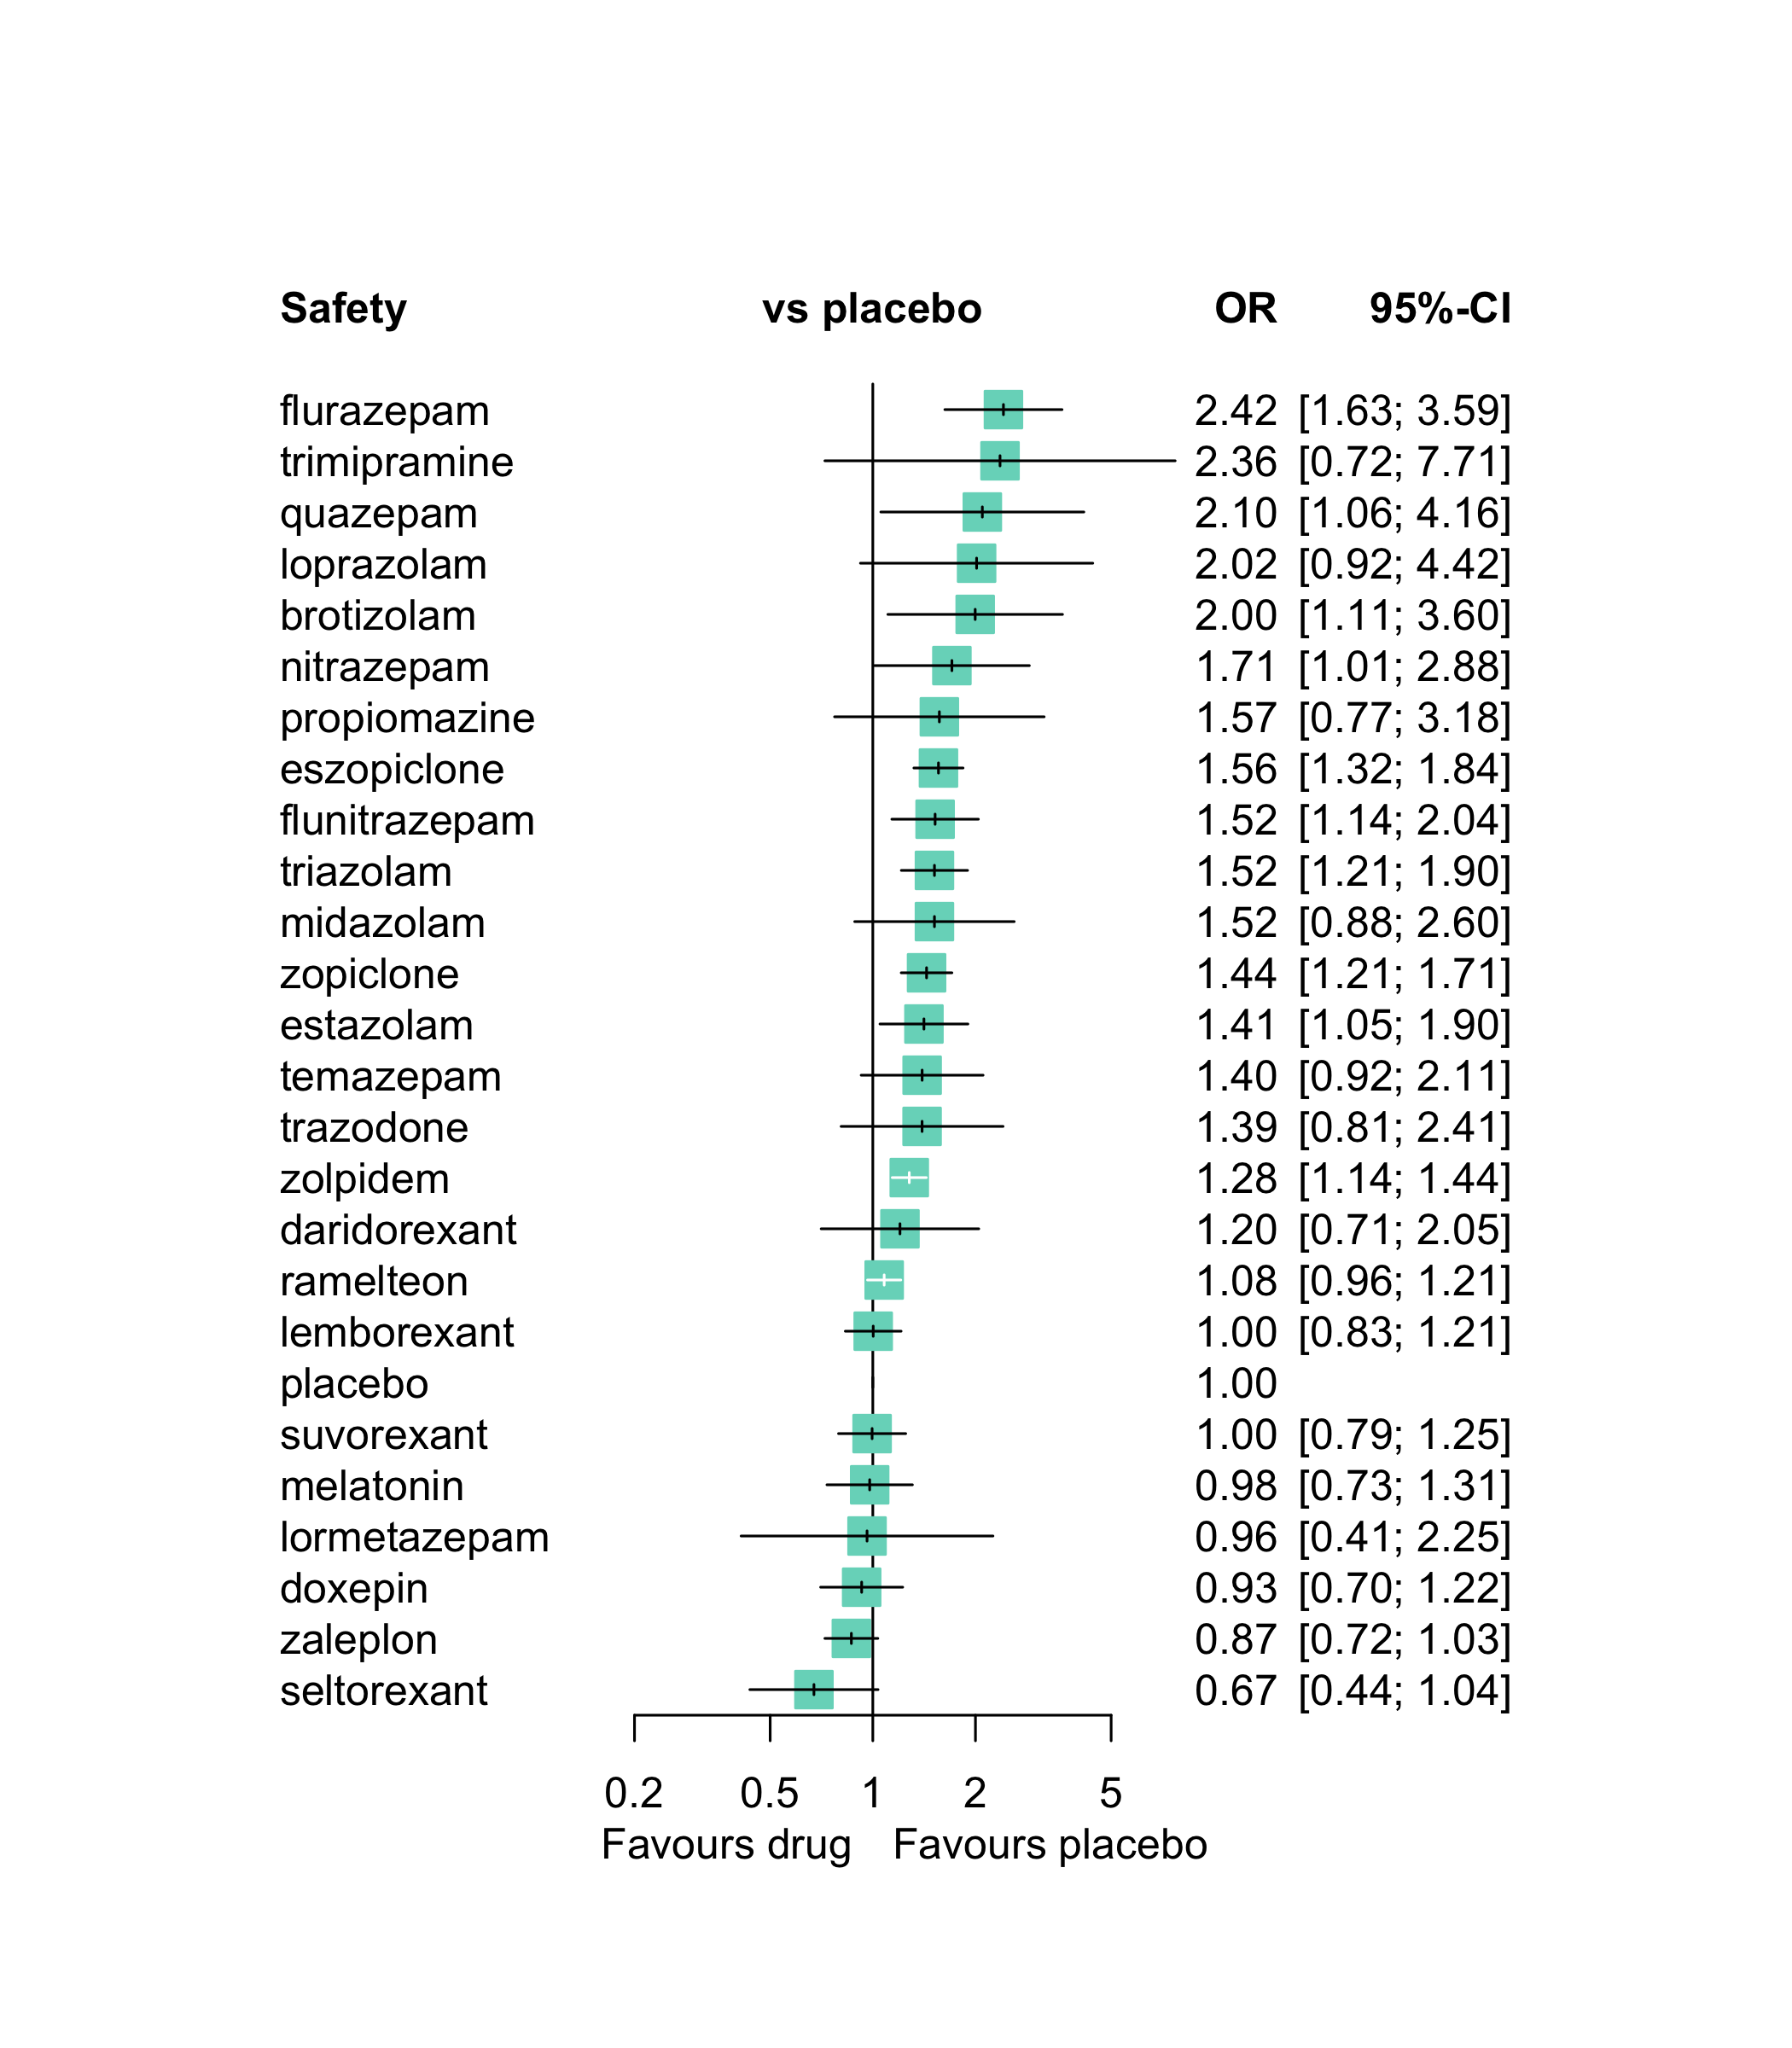 Safety vs placebo OR 95%-CI
flurazepam 2.42 [1.63; 3.59]
trimipramine 2.36 [0.72; 7.71]
quazepam 2.10 [1.06; 4.16]
loprazolam 2.02 [0.92; 4.42]
brotizolam 2.00 [1.11; 3.60]
nitrazepam 1.71 [1.01; 2.88]
propiomazine 1.57 [0.77; 3.18]
eszopiclone 1.56 [1.32; 1.84]
flunitrazepam 1.52 [1.14; 2.04]
triazolam 1.52 [1.21; 1.90]
midazolam 1.52 [0.88; 2.60]
zopiclone 1.44 [1.21; 1.71]
estazolam 1.41 [1.05; 1.90]
temazepam 1.40 [0.92; 2.11]
trazodone 1.39 [0.81; 2.41]
zolpidem 1.28 [1.14; 1.44]
daridorexant 1.20 [0.71; 2.05]
ramelteon 1.08 [0.96; 1.21]
lemborexant 1.00 [0.83; 1.21]
placebo 1.00
suvorexant 1.00 [0.79; 1.25]
melatonin 0.98 [0.73; 1.31]
lormetazepam 0.96 [0.41; 2.25]
doxepin 0.93 [0.70; 1.22]
zaleplon 0.87 [0.72; 1.03]
seltorexant 0.67 [0.44; 1.04]
0.2 0.5 1 2 5
Favours drug Favours placebo